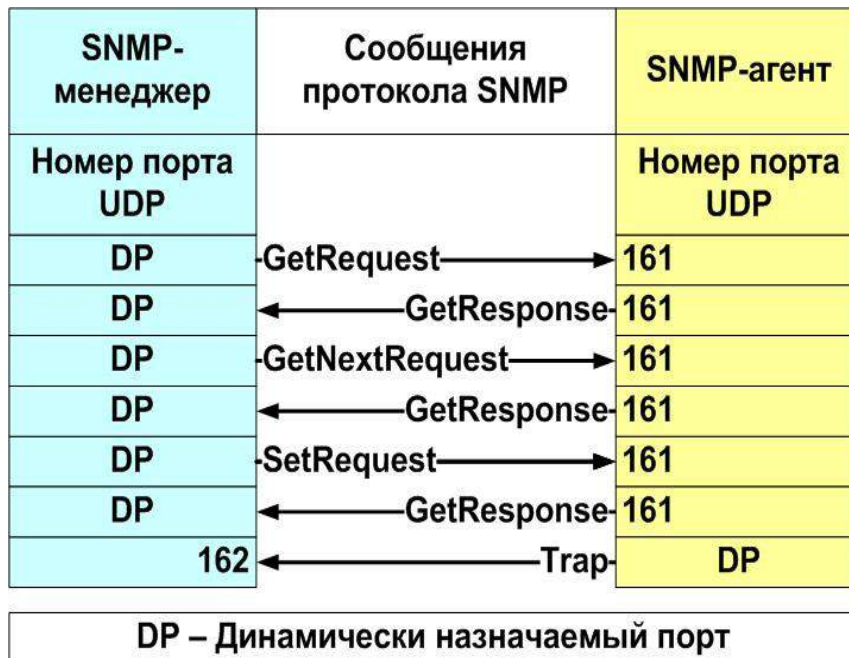 SNMP-
менеджер
Сообщения
протокола SNMP
SNMP-агент
Номер порта
UDP
Номер порта
UDP
DP GetRequest 161
DP GetResponse 161
DP GetNextRequest 161
DP GetResponse 161
DP SetRequest 161
DP GetResponse 161
162 Trap DP
DP – Динамически назначаемый порт